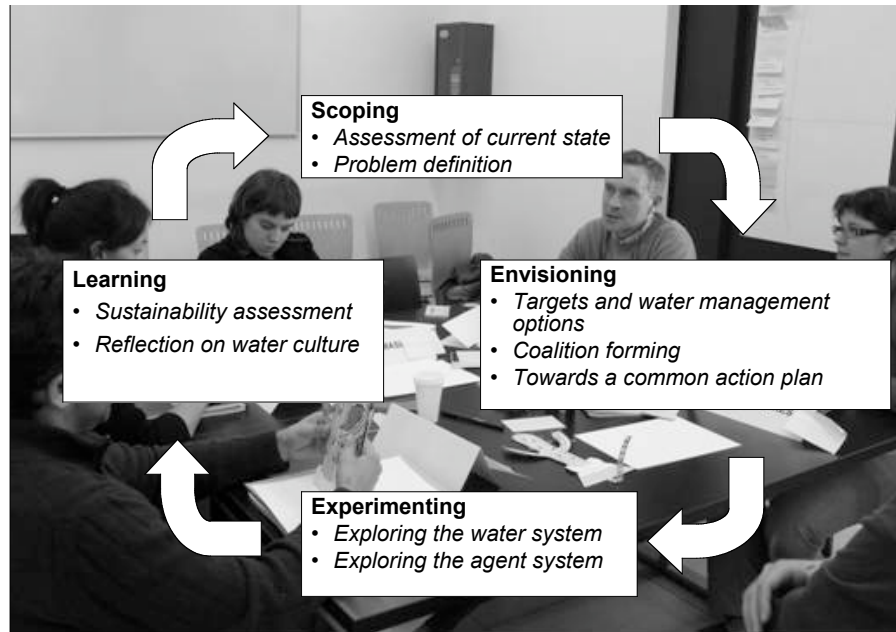 Scoping
• Assessment of current state
• Problem definition
Envisioning
• Targets and water management
options
• Coalition forming
• Towards a common action plan
Experimenting
• Exploring the water system
• Exploring the agent system
Learning
• Sustainability assessment
• Reflection on water culture